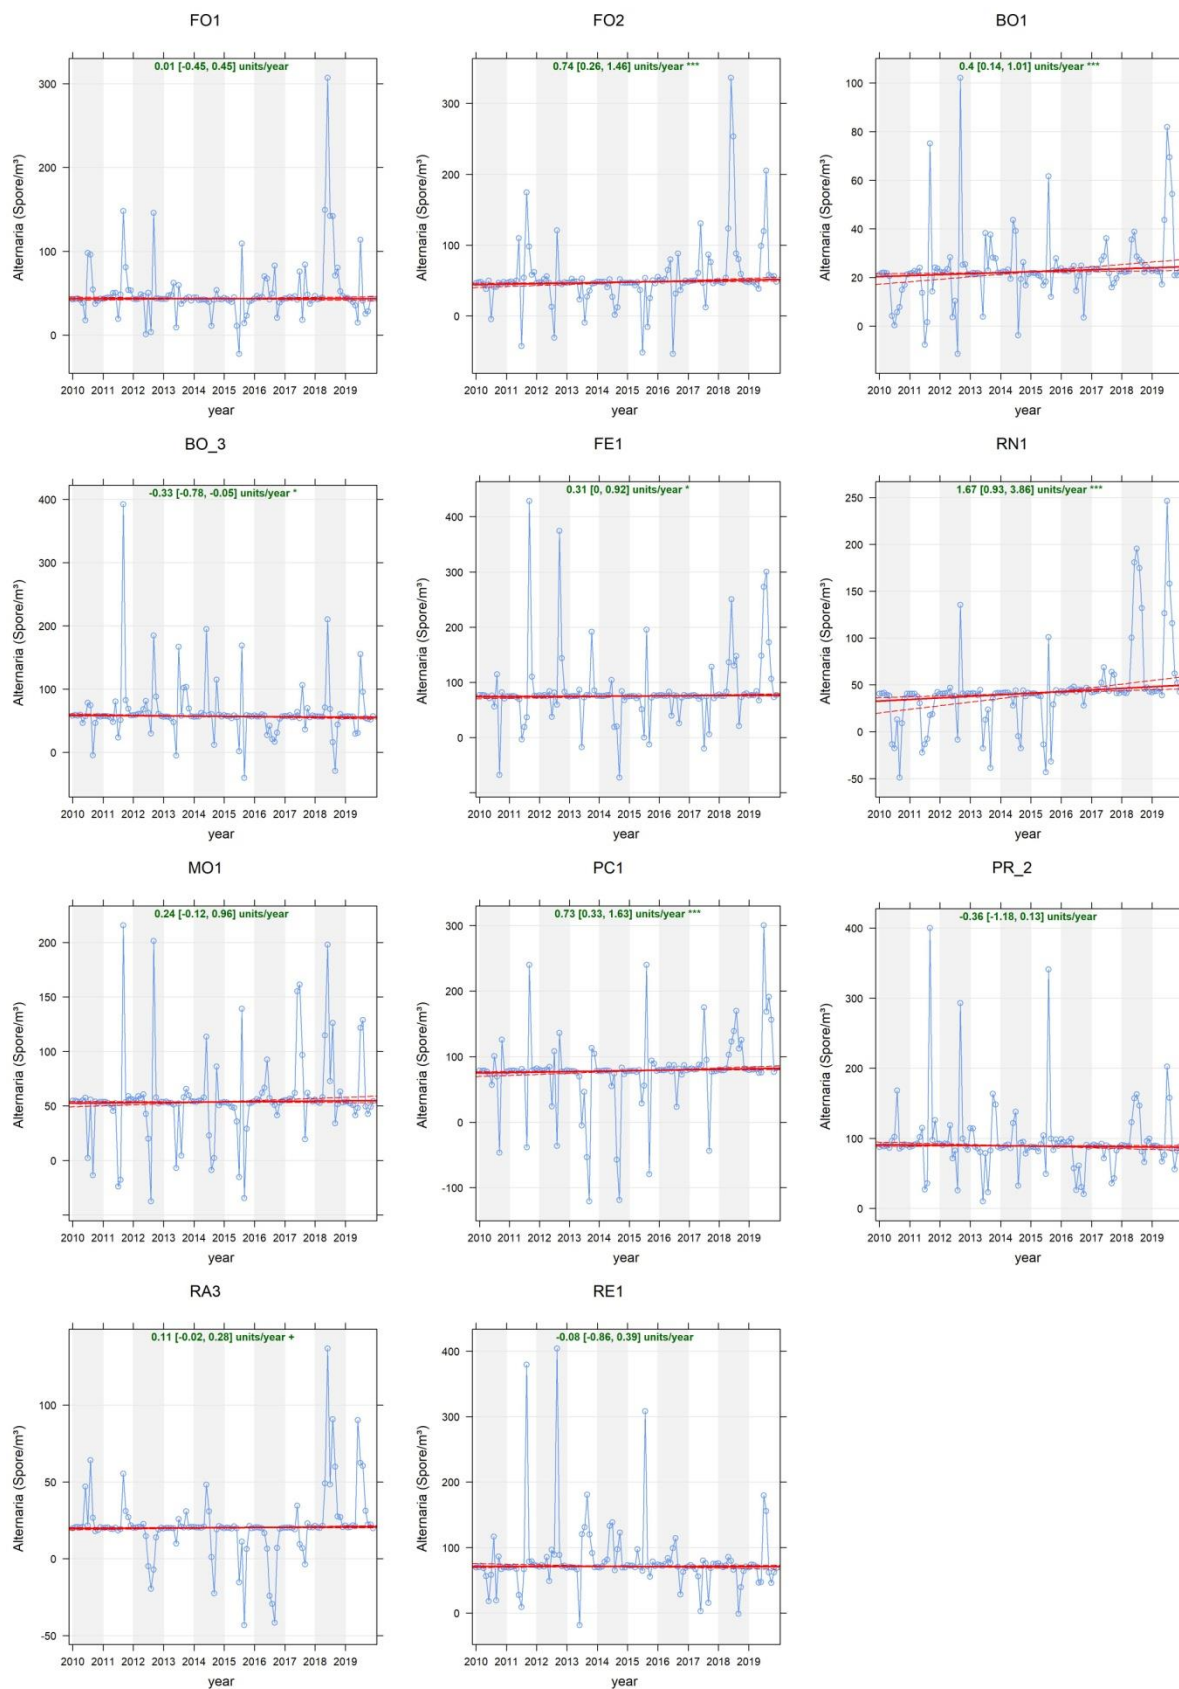 FO1
FO2
BO1
0.01 [-0.45, 0.45] units/year
0.74 [0.26, 1.46] units/year ***
0.4 [0.14, 1.01] units/year ***
Alternaria (Spore/m³)
300
200
100
0
2010 2011 2012 2013 2014 2015 2016 2017 2018 2019
year
Alternaria (Spore/m³)
300
200
100
0
2010 2011 2012 2013 2014 2015 2016 2017 2018 2019
year
Alternaria (Spore/m³)
100
80
60
40
20
0
2010 2011 2012 2013 2014 2015 2016 2017 2018 2019
year
BO_3
FE1
RN1
-0.33 [-0.78, -0.05] units/year *
0.31 [0, 0.92] units/year *
1.67 [0.93, 3.86] units/year ***
Alternaria (Spore/m³)
400
300
200
100
0
2010 2011 2012 2013 2014 2015 2016 2017 2018 2019
year
Alternaria (Spore/m³)
400
300
200
100
0
2010 2011 2012 2013 2014 2015 2016 2017 2018 2019
year
Alternaria (Spore/m³)
250
200
150
100
50
0
-50
2010 2011 2012 2013 2014 2015 2016 2017 2018 2019
year
MO1
PC1
PR_2
0.24 [-0.12, 0.96] units/year
0.73 [0.33, 1.63] units/year ***
-0.36 [-1.18, 0.13] units/year
Alternaria (Spore/m³)
200
150
100
50
0
2010 2011 2012 2013 2014 2015 2016 2017 2018 2019
year
Alternaria (Spore/m³)
300
200
100
0
-100
2010 2011 2012 2013 2014 2015 2016 2017 2018 2019
year
Alternaria (Spore/m³)
400
300
200
100
0
2010 2011 2012 2013 2014 2015 2016 2017 2018 2019
year
RA3
RE1
0.11 [-0.02, 0.28] units/year +
-0.08 [-0.86, 0.39] units/year
Alternaria (Spore/m³)
100
50
0
-50
2010 2011 2012 2013 2014 2015 2016 2017 2018 2019
year
Alternaria (Spore/m³)
400
300
200
100
0
2010 2011 2012 2013 2014 2015 2016 2017 2018 2019
year